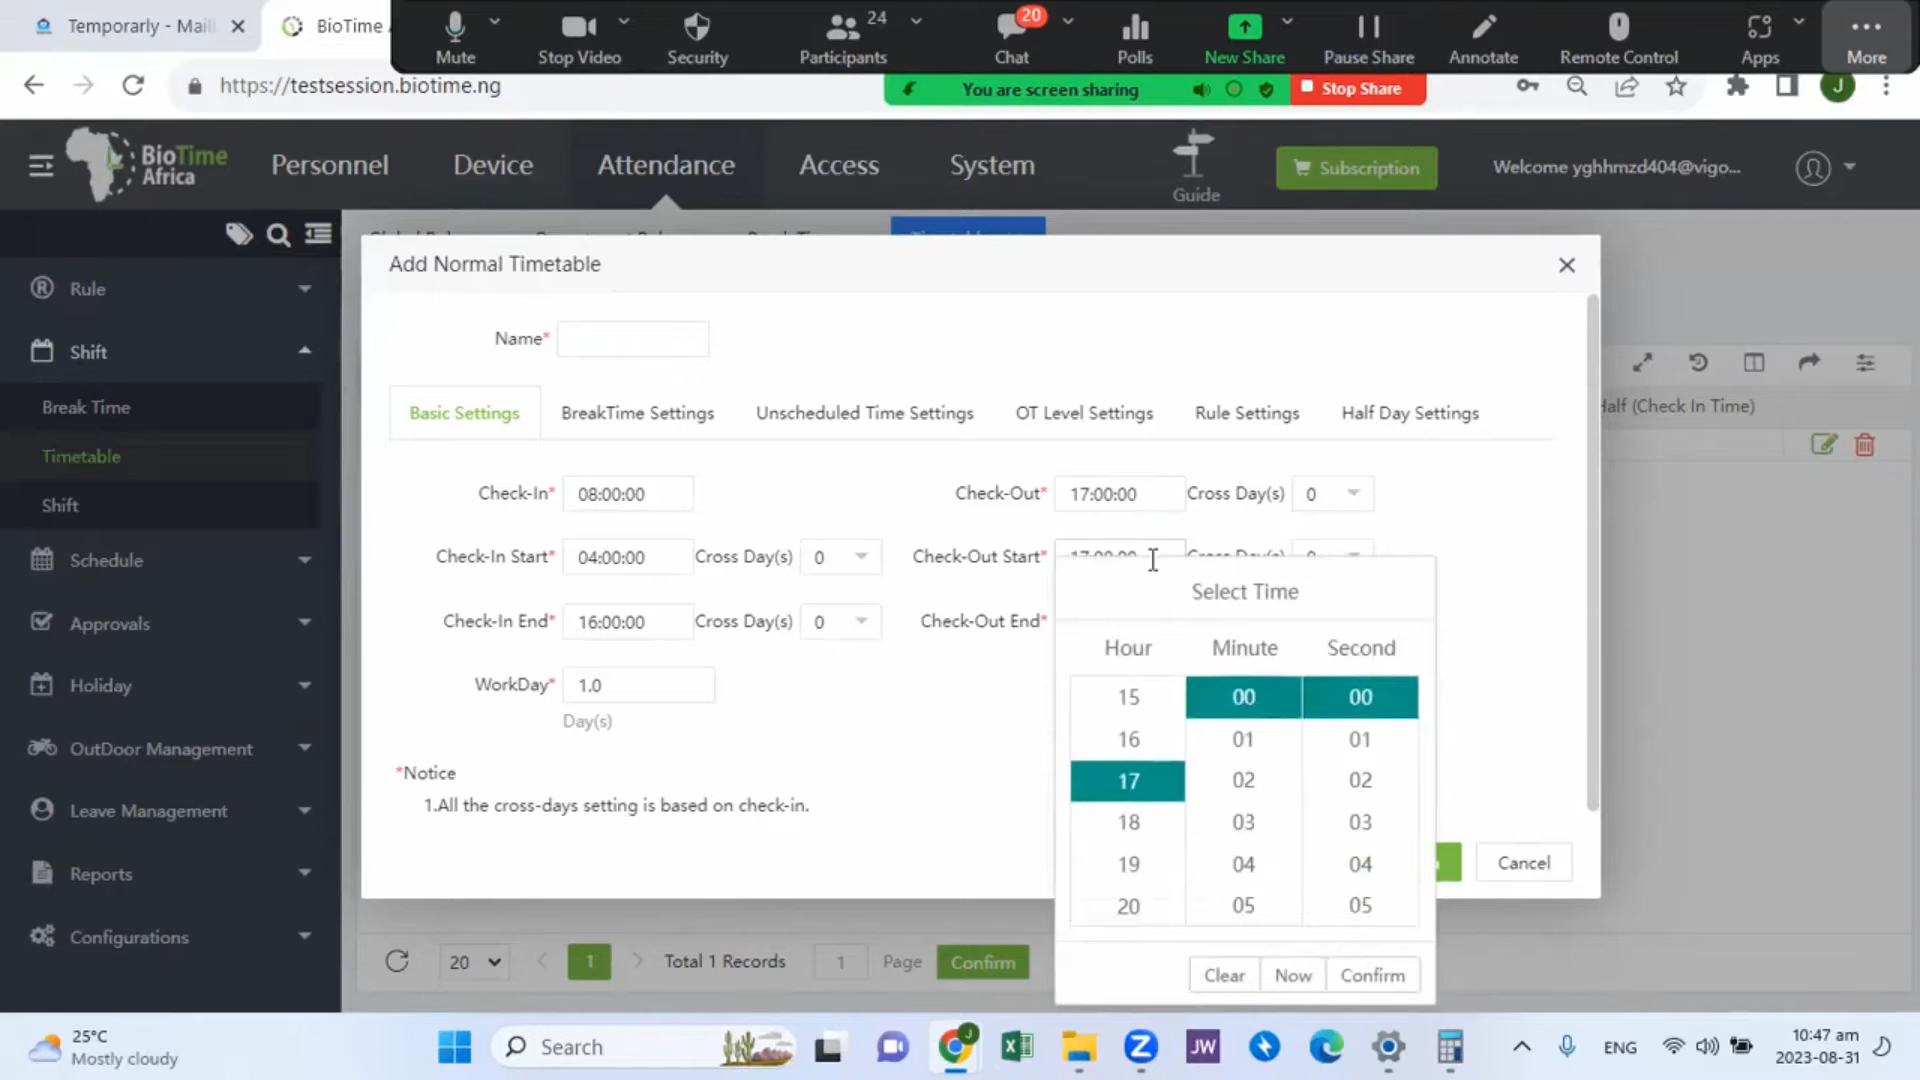 Temporarly - Mail
BioTime
Mute
Stop Video
Security
Participants
24
Chat
20
Polls
New Share
Pause Share
Annotate
Remote Control
Apps
More
https://testsession.biotime.ng
You are screen sharing
Stop Share
J
BioTime
Africa
Personnel
Device
Attendance
Access
System
Guide
Subscription
Welcome yghhmzd404@vigo...
Rule
Shift
Break Time
Timetable
Shift
Schedule
Approvals
Holiday
OutDoor Management
Leave Management
Reports
Configurations
Add Normal Timetable
Name*
Basic Settings
BreakTime Settings
Unscheduled Time Settings
OT Level Settings
Rule Settings
Half Day Settings
Half (Check In Time)
Check-In* 08:00:00
Check-Out* 17:00:00 Cross Day(s) 0
Check-In Start* 04:00:00 Cross Day(s) 0
Check-Out Start* 17:00:00 Cross Day(s) 0
Check-In End* 16:00:00 Cross Day(s) 0
Check-Out End*
WorkDay* 1.0
Day(s)
*Notice
1.All the cross-days setting is based on check-in.
Select Time
Hour Minute Second
15 00 00
16 01 01
17 02 02
18 03 03
19 04 04
20 05 05
Clear
Now
Confirm
Cancel
20
1
Total 1 Records
1
Page
Confirm
25°C
Mostly cloudy
Search
J
JW
ENG
10:47 am
2023-08-31